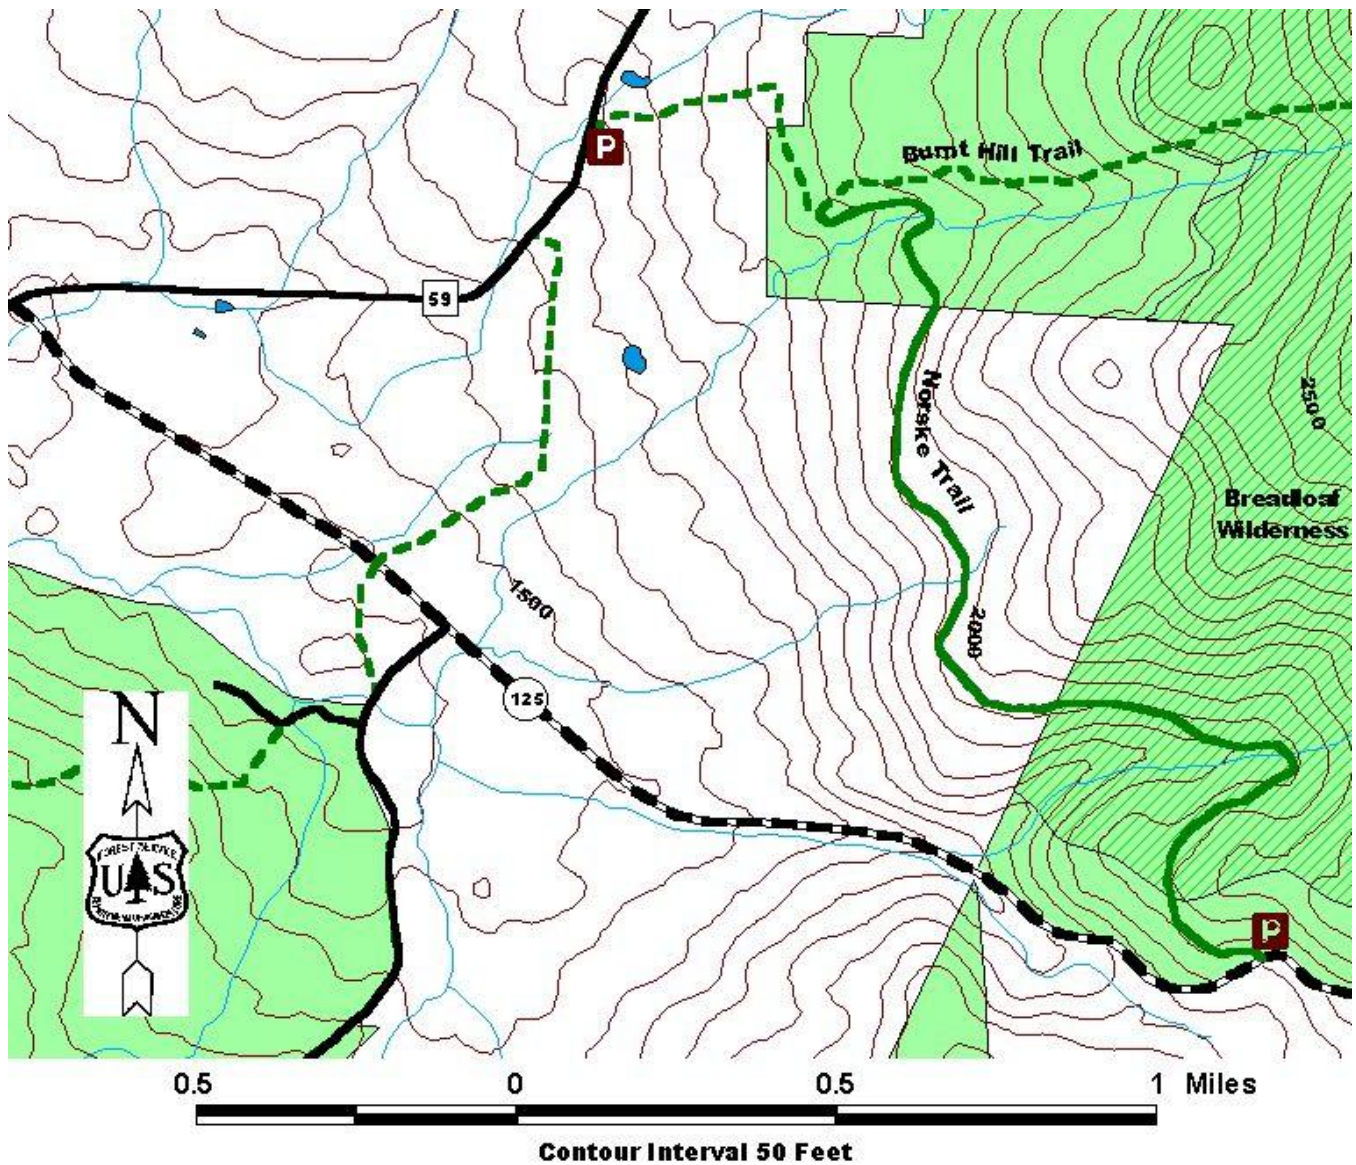 P
Burnt Hill Trail
59
Norske Trail
2500
Breadloaf
Wilderness
1500
2000
125
N
FOREST SERVICE
U S
P
0.5 0 0.5 1 Miles
Contour Interval 50 Feet